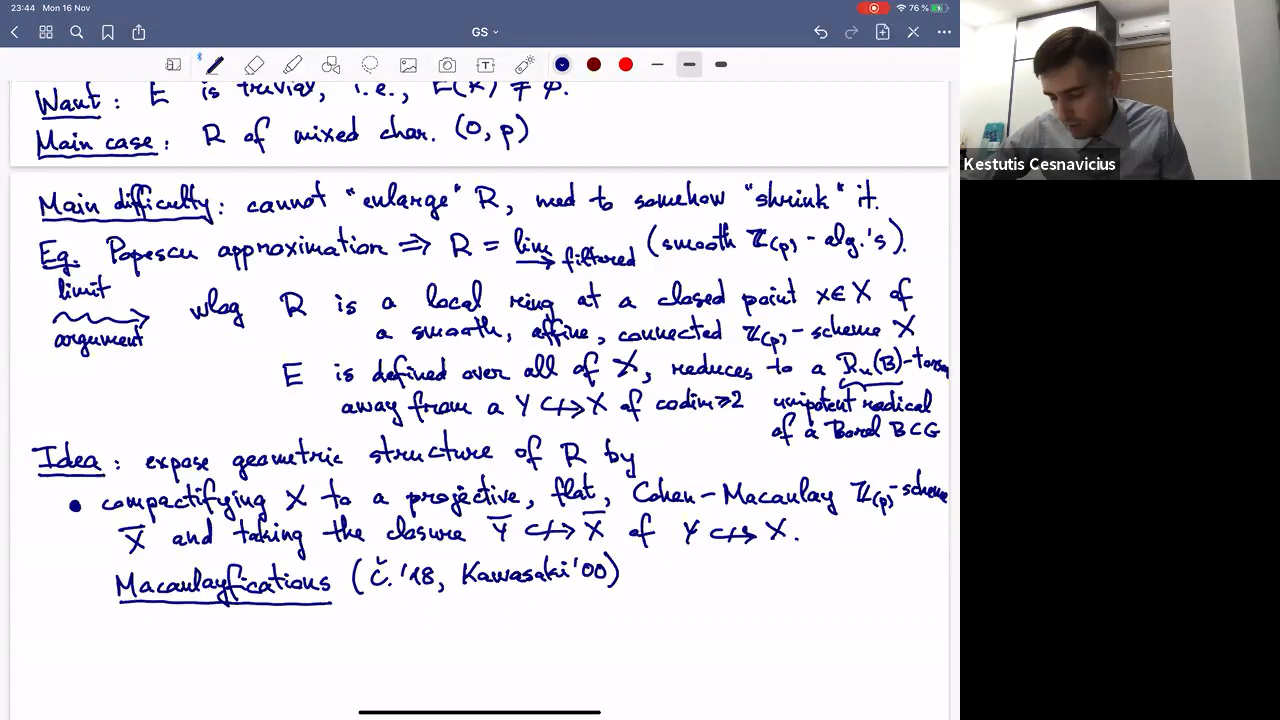 23:44 Mon 16 Nov
76 %
GS
Want : E is trivial, i.e., E(K) ≠ ∅.
Main case : R of mixed char. (0, p)
Main difficulty : cannot "enlarge" R, need to somehow "shrink" it.
Eg. Popescu approximation ⇒ R = lim→ filtered (smooth ℤ(p) - alg.'s).
limit argument ⇝ wlog R is a local ring at a closed point x ∈ X of
a smooth, affine, connected ℤ(p) - scheme X
E is defined over all of X, reduces to a Ru(B)-torso
away from a Y ↪ X of codim ≥ 2 unipotent radical
of a Borel B ⊂ G
Idea : expose geometric structure of R by
• compactifying X to a projective, flat, Cohen-Macaulay ℤ(p)-scheme
X̅ and taking the closure Y̅ ↪ X̅ of Y ↪ X.
Macaulayfications (Č. '18, Kawasaki '00)
Kestutis Cesnavicius